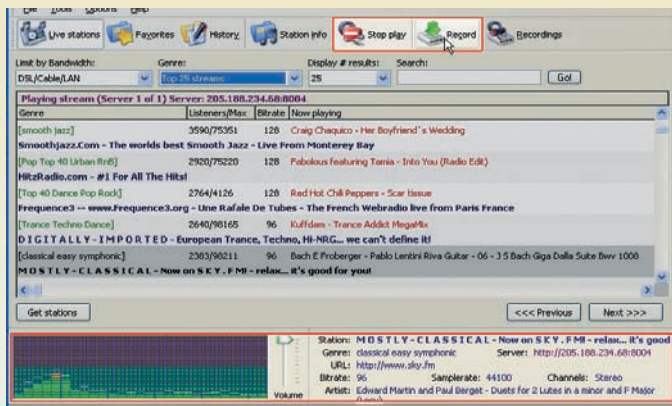 File Tools Options Help
Live stations Favorites History Station info Stop play Record Recordings
Limit by Bandwidth: Genre: Display # results: Search:
DSL/Cable/LAN Top 25 streams 25 Go!
Playing stream (Server 1 of 1) Server: 205.188.234.68:8004
Genre Listeners/Max Bitrate Now playing
[smooth jazz] 3590/75351 128 Craig Chaquico - Her Boyfriend's Wedding
SmoothJazz.Com - The worlds best Smooth Jazz - Live From Monterey Bay
[Pop Top 40 Urban RnB] 2920/75220 128 Fabolous featuring Tamia - Into You (Radio Edit)
HitzRadio.com - #1 For All The Hits!
[Top 40 Dance Pop Rock] 2764/4126 128 Red Hot Chili Peppers - Scar tissue
Frequence3 -- www.Frequence3.org - Une Rafale De Tubes - The French Webradio live from Paris France
[Trance Techno Dance] 2640/98165 96 Kuffdam - Trance Addict MegaMix
D I G I T A L L Y - I M P O R T E D - European Trance, Techno, Hi-NRG... we can't define it!
[classical easy symphonic] 2383/98211 96 Bach E Froberger - Pablo Lentini Riva Guitar - 06 - J S Bach Giga Dalla Suite Bwv 1008
M O S T L Y - C L A S S I C A L - Now on S K Y . F M! - relax... it's good for you!
Get stations <<< Previous Next >>>
Station: M O S T L Y - C L A S S I C A L - Now on S K Y . F M! - relax... it's good
Genre: classical easy symphonic Server: http://205.188.234.68:8004
URL: http://www.sky.fm
Bitrate: 96 Samplerate: 44100 Channels: Stereo
Volume
Artist: Edward Martin and Paul Berget - Duets for 2 Lutes in a minor and F Major